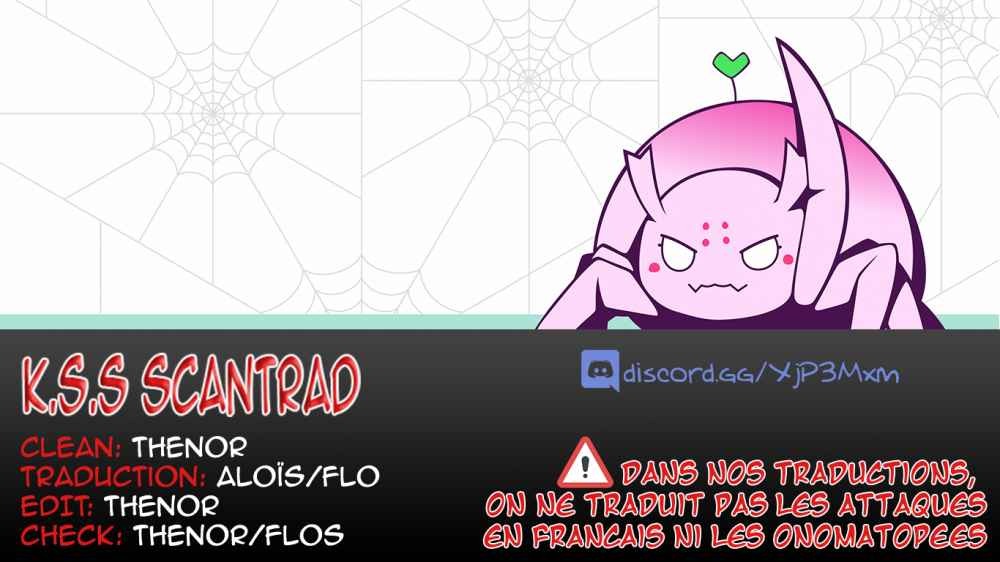 K.S.S SCANTRAD
CLEAN: THENOR
TRADUCTION: ALOÏS/FLO
EDIT: THENOR
CHECK: THENOR/FLOS
discord.gg/XjP3Mxm
! DANS NOS TRADUCTIONS,
ON NE TRADUIT PAS LES ATTAQUES
EN FRANCAIS NI LES ONOMATOPEES